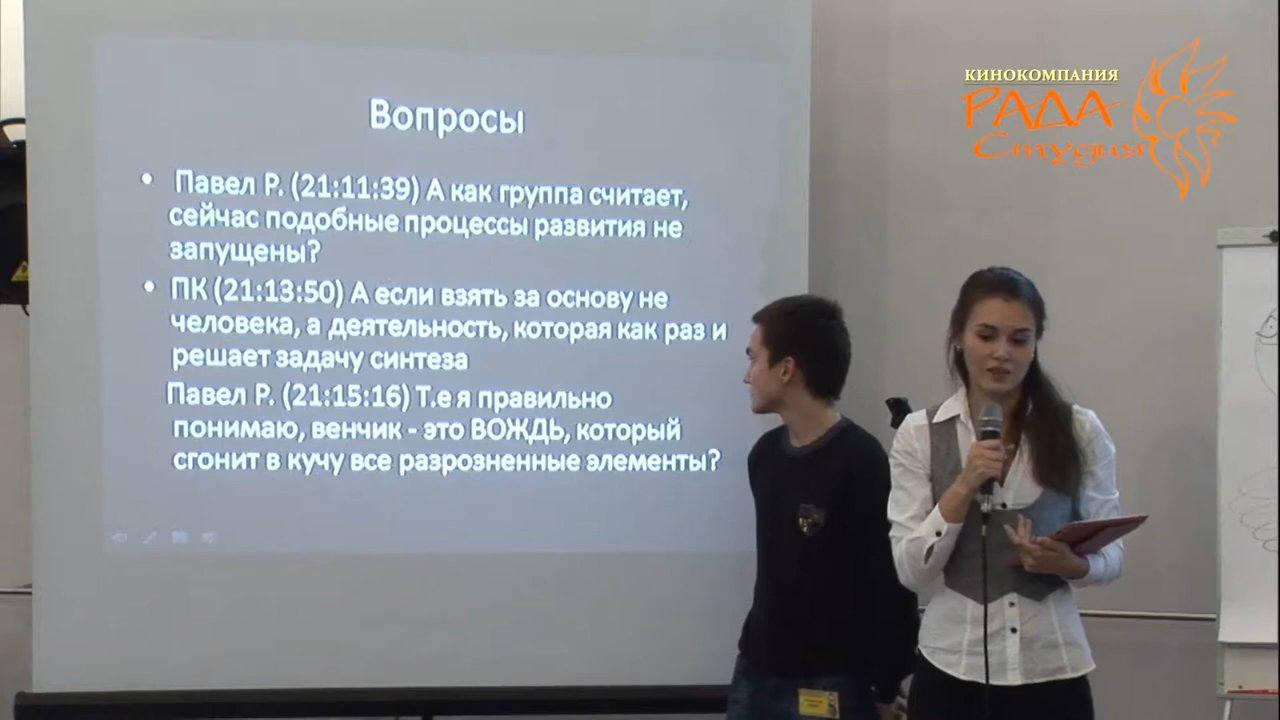 КИНОКОМПАНИЯ
РАДА
Студия
Вопросы
• Павел Р. (21:11:39) А как группа считает,
сейчас подобные процессы развития не
запущены?
• ПК (21:13:50) А если взять за основу не
человека, а деятельность, которая как раз и
решает задачу синтеза
Павел Р. (21:15:16) Т.е я правильно
понимаю, венчик - это ВОЖДЬ, который
сгонит в кучу все разрозненные элементы?